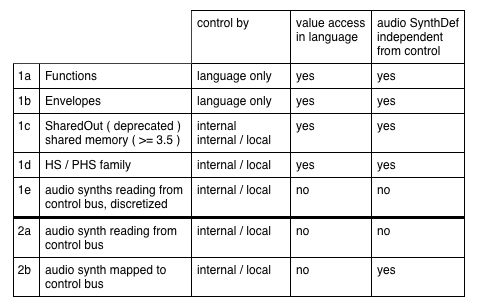 control by value access audio SynthDef
in language independent
from control
1a Functions language only yes yes
1b Envelopes language only yes yes
1c SharedOut ( deprecated ) internal yes yes
shared memory ( >= 3.5 ) internal / local
1d HS / PHS family internal / local yes yes
1e audio synths reading from internal / local no no
control bus, discretized
2a audio synth reading from internal / local no no
control bus
2b audio synth mapped to internal / local no yes
control bus